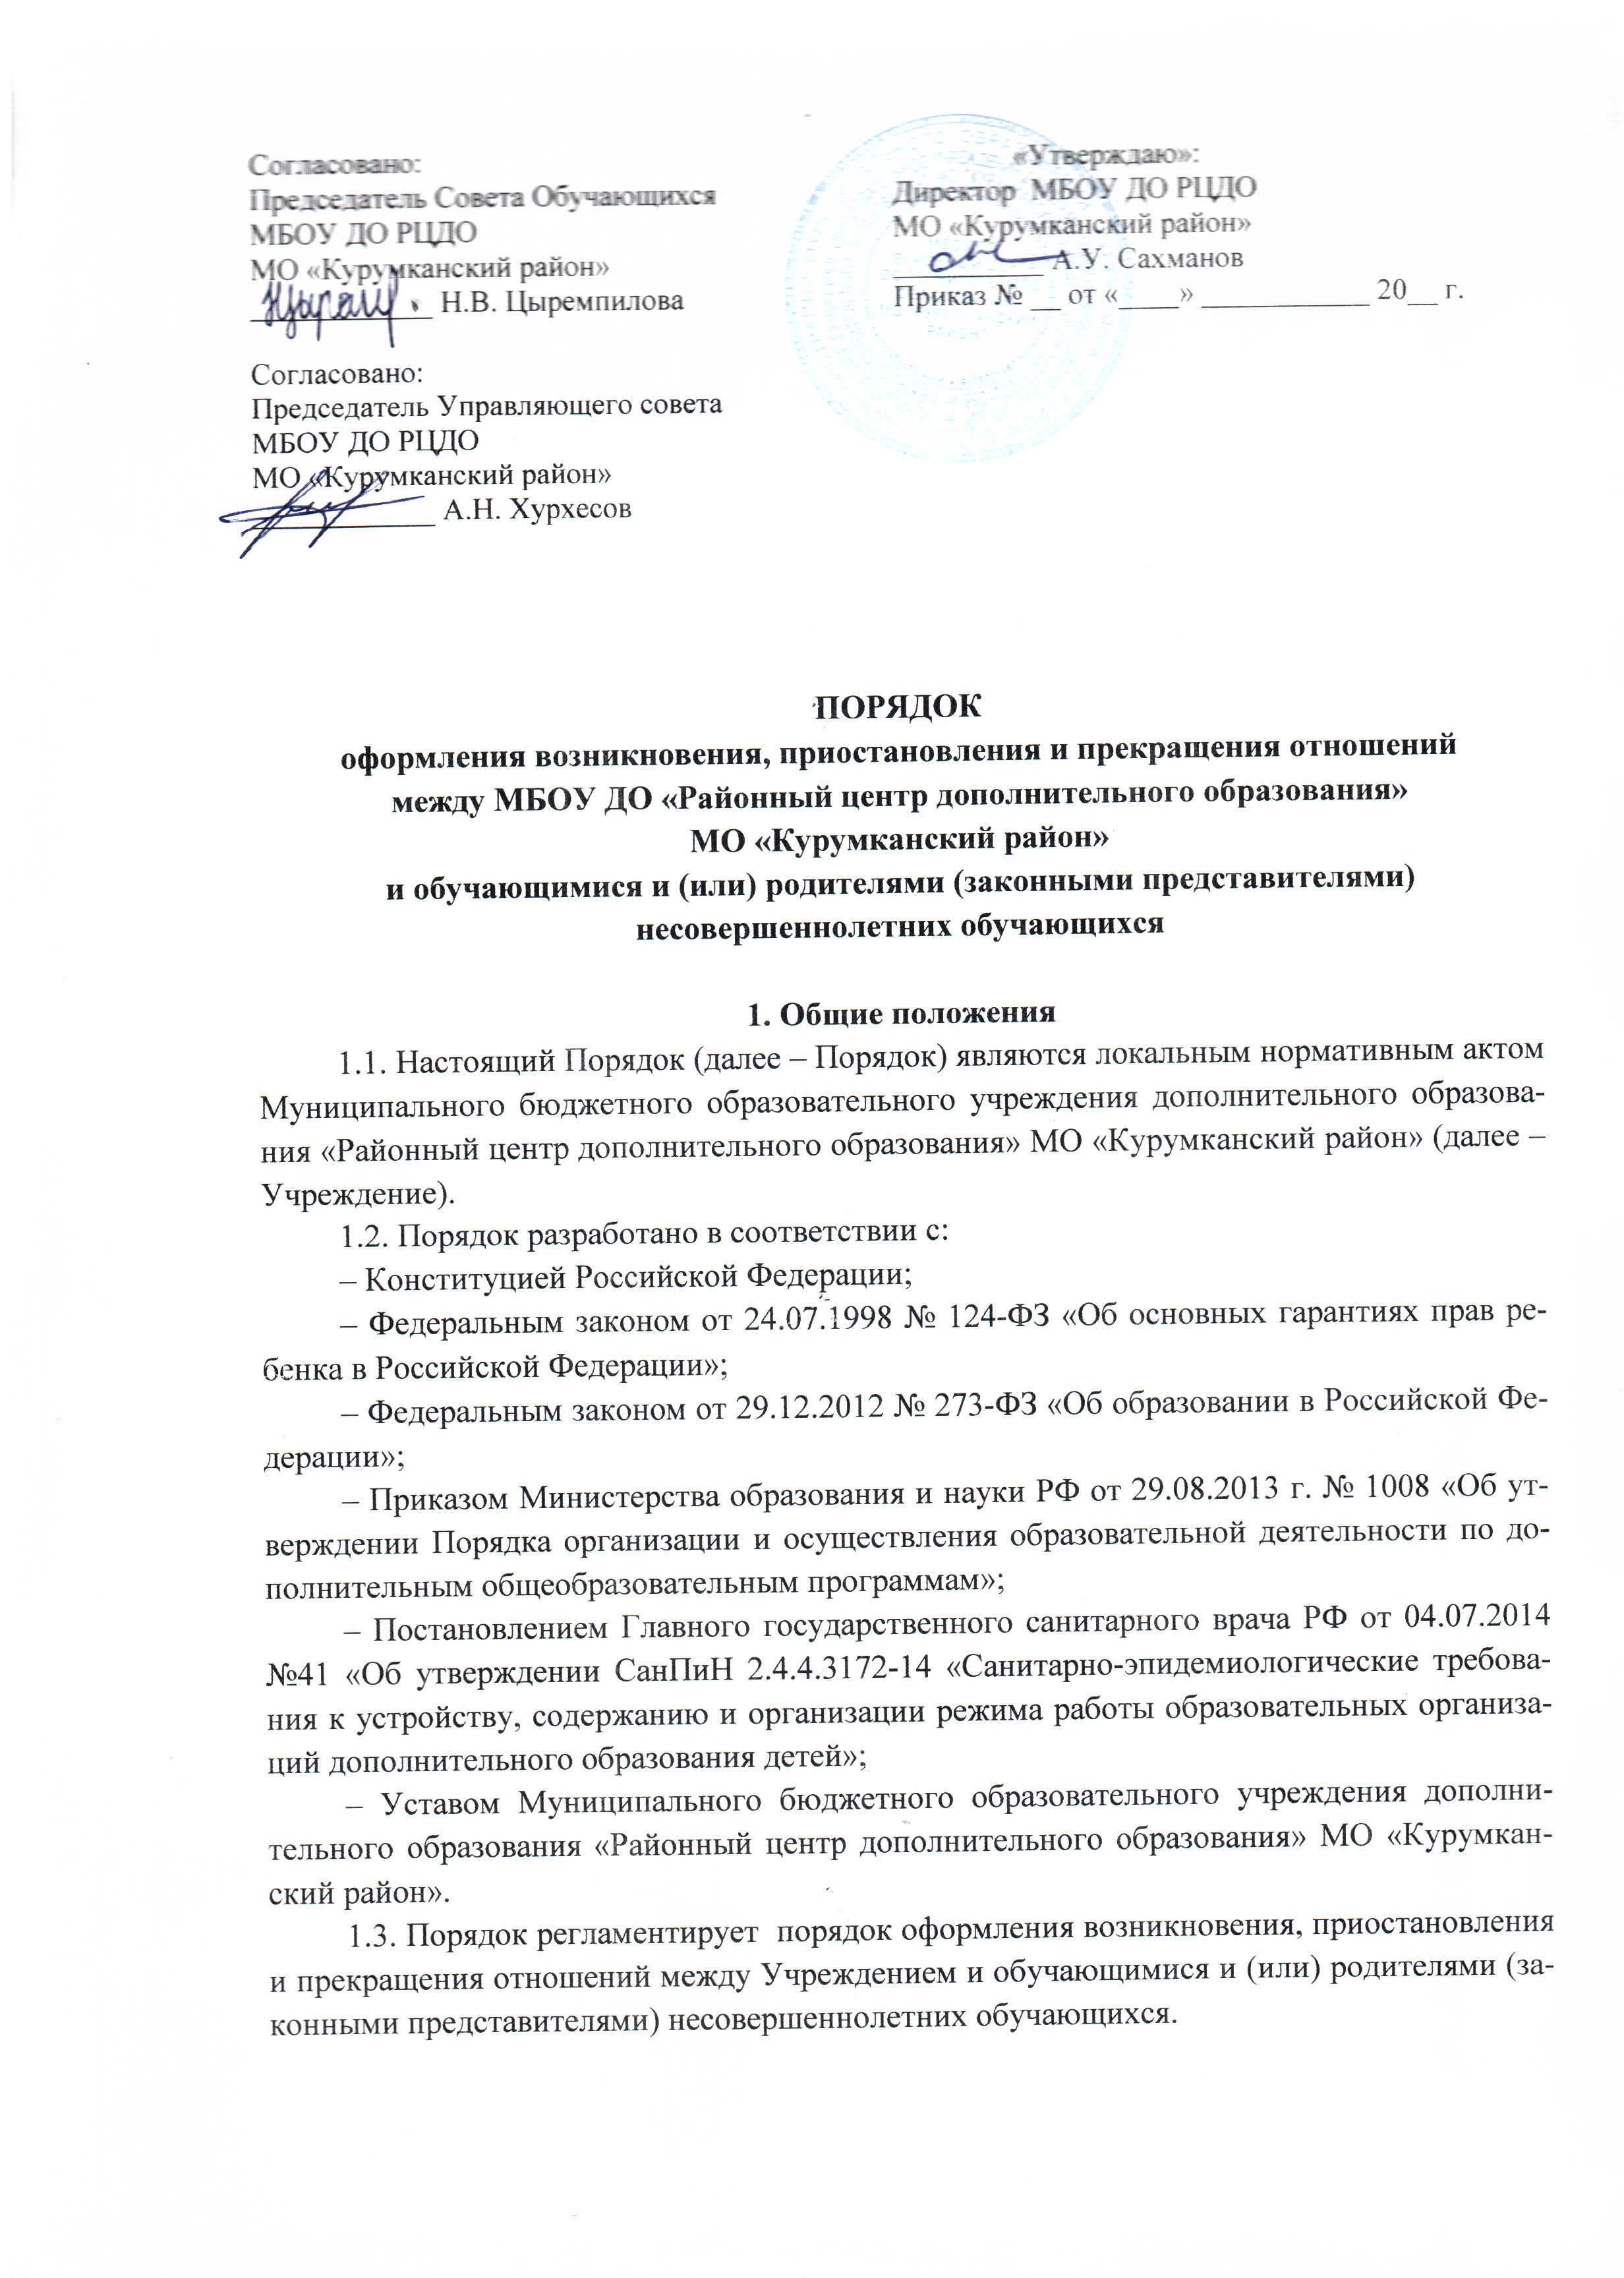 Согласовано:
Председатель Совета Обучающихся
МБОУ ДО РЦДО
МО «Курумканский район»
____________ Н.В. Цыремпилова
Согласовано:
Председатель Управляющего совета
МБОУ ДО РЦДО
МО «Курумканский район»
____________ А.Н. Хурхесов
«Утверждаю»:
Директор МБОУ ДО РЦДО
МО «Курумканский район»
__________ А.У. Сахманов
Приказ № __ от «____» ___________ 20__ г.
ПОРЯДОК
оформления возникновения, приостановления и прекращения отношений
между МБОУ ДО «Районный центр дополнительного образования»
МО «Курумканский район»
и обучающимися и (или) родителями (законными представителями)
несовершеннолетних обучающихся
1. Общие положения
1.1. Настоящий Порядок (далее – Порядок) являются локальным нормативным актом
Муниципального бюджетного образовательного учреждения дополнительного образова-
ния «Районный центр дополнительного образования» МО «Курумканский район» (далее –
Учреждение).
1.2. Порядок разработано в соответствии с:
– Конституцией Российской Федерации;
– Федеральным законом от 24.07.1998 № 124-ФЗ «Об основных гарантиях прав ре-
бенка в Российской Федерации»;
– Федеральным законом от 29.12.2012 № 273-ФЗ «Об образовании в Российской Фе-
дерации»;
– Приказом Министерства образования и науки РФ от 29.08.2013 г. № 1008 «Об ут-
верждении Порядка организации и осуществления образовательной деятельности по до-
полнительным общеобразовательным программам»;
– Постановлением Главного государственного санитарного врача РФ от 04.07.2014
№41 «Об утверждении СанПиН 2.4.4.3172-14 «Санитарно-эпидемиологические требова-
ния к устройству, содержанию и организации режима работы образовательных организа-
ций дополнительного образования детей»;
– Уставом Муниципального бюджетного образовательного учреждения дополни-
тельного образования «Районный центр дополнительного образования» МО «Курумкан-
ский район».
1.3. Порядок регламентирует порядок оформления возникновения, приостановления
и прекращения отношений между Учреждением и обучающимися и (или) родителями (за-
конными представителями) несовершеннолетних обучающихся.